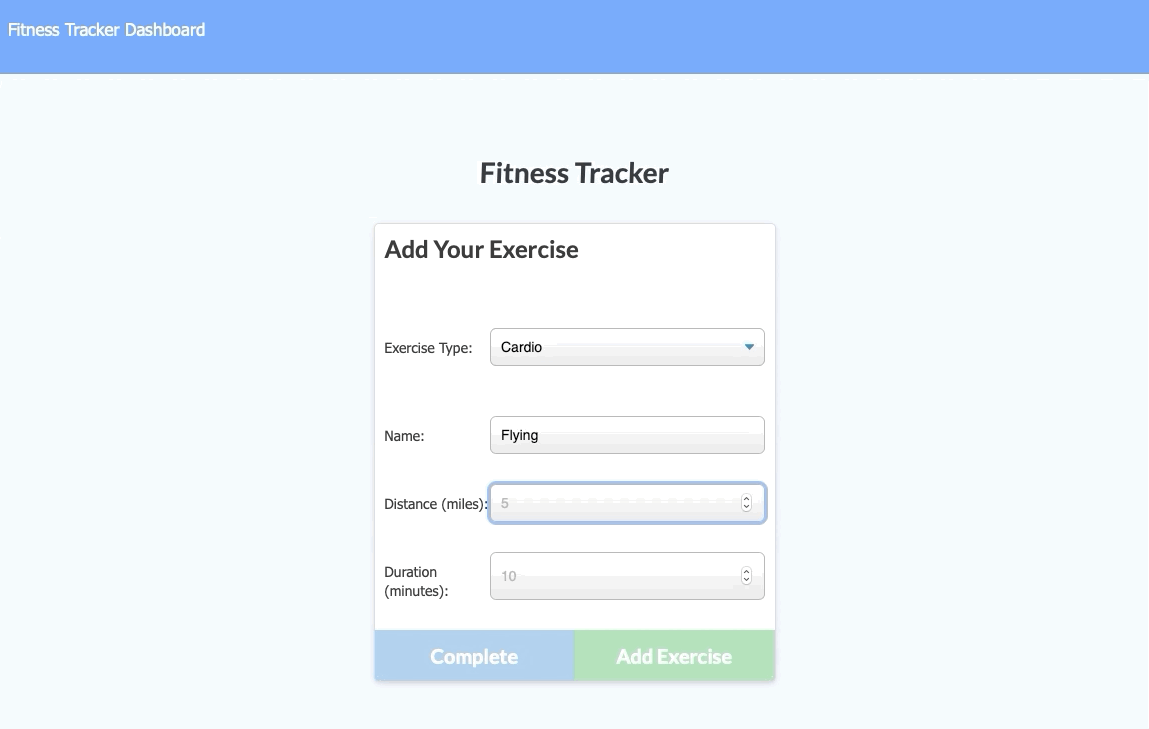 Fitness Tracker Dashboard
Fitness Tracker
Add Your Exercise
Exercise Type: Cardio
Name: Flying
Distance (miles): 5
Duration (minutes): 10
Complete Add Exercise